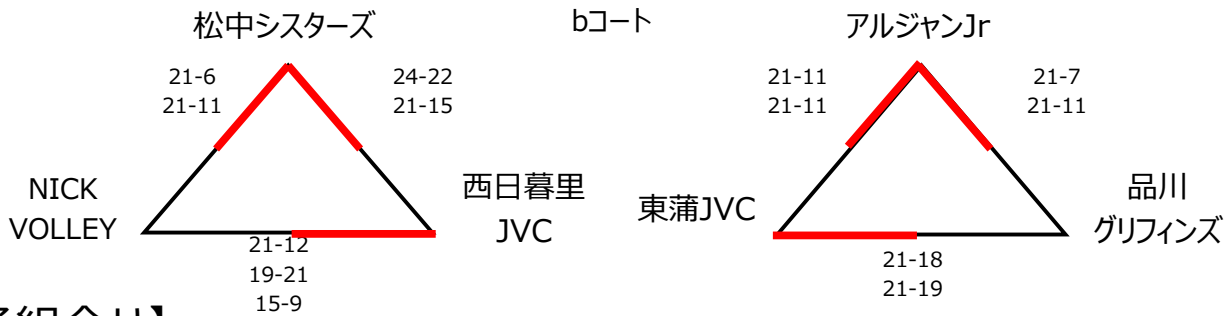 bコート
松中シスターズ
21-6
21-11
24-22
21-15
NICK
VOLLEY
西日暮里
JVC
21-12
19-21
15-9
アルジャンJr
21-11
21-11
21-7
21-11
東蒲JVC
品川
グリフィンズ
21-18
21-19